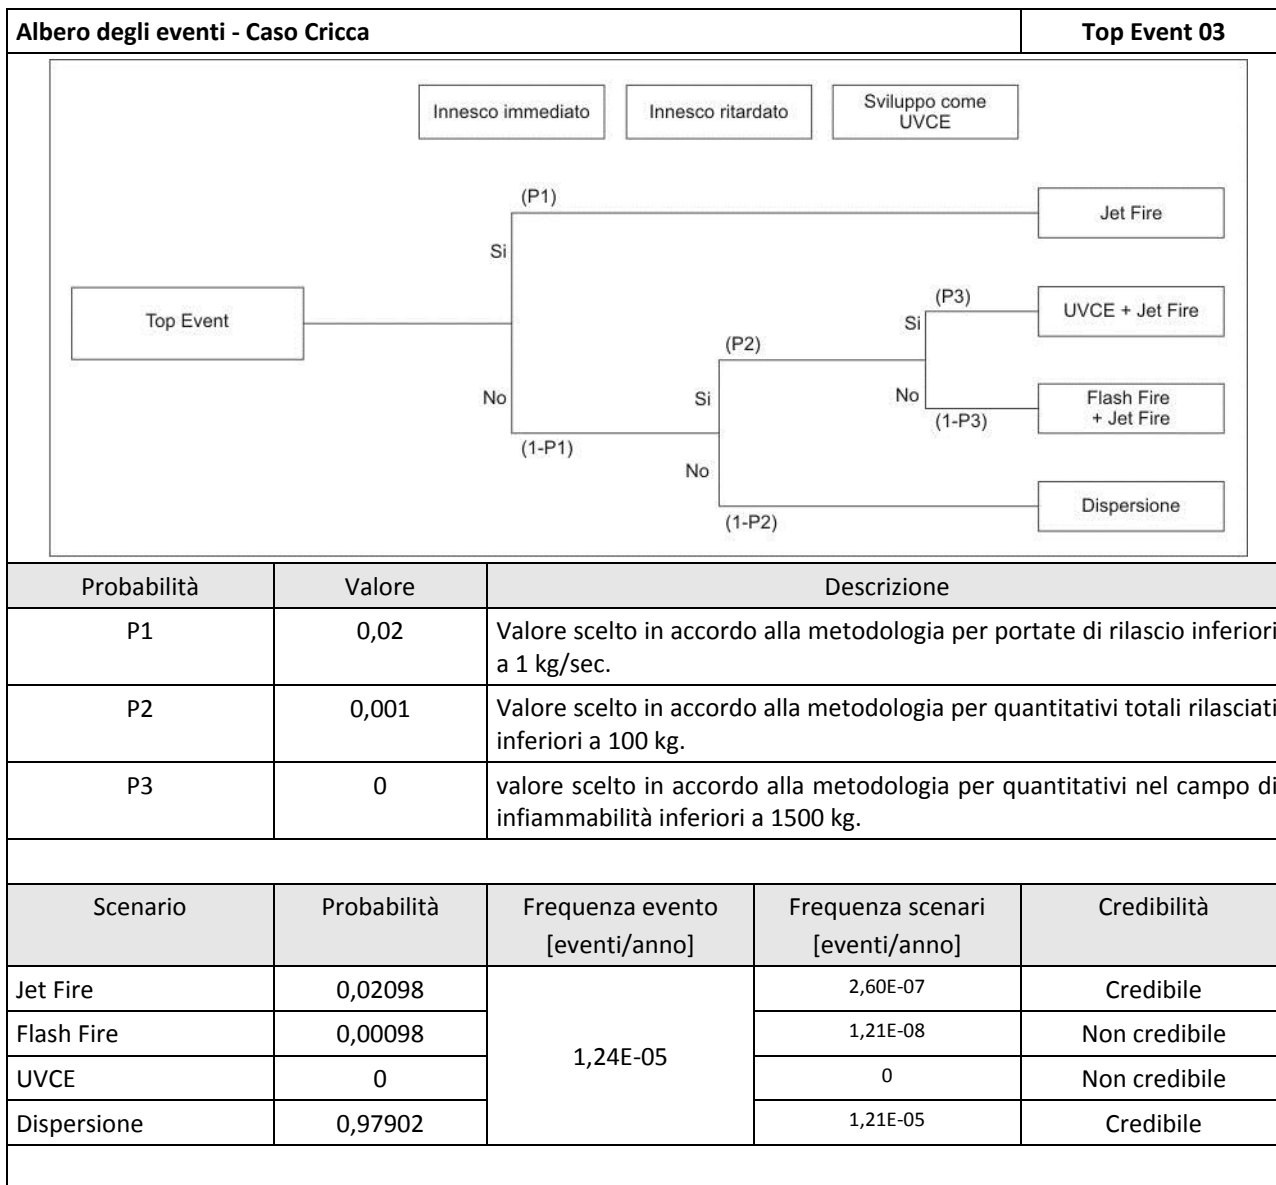 Albero degli eventi - Caso Cricca
Top Event 03
Innesco immediato
Innesco ritardato
Sviluppo come
UVCE
(P1)
Jet Fire
Si
(P3)
UVCE + Jet Fire
Top Event
Si
(P2)
No
Si
No
Flash Fire
+ Jet Fire
(1-P3)
(1-P1)
No
Dispersione
(1-P2)
Probabilità
Valore
Descrizione
P1
0,02
Valore scelto in accordo alla metodologia per portate di rilascio inferiori
a 1 kg/sec.
P2
0,001
Valore scelto in accordo alla metodologia per quantitativi totali rilasciati
inferiori a 100 kg.
P3
0
valore scelto in accordo alla metodologia per quantitativi nel campo di
infiammabilità inferiori a 1500 kg.
Scenario
Probabilità
Frequenza evento
[eventi/anno]
Frequenza scenari
[eventi/anno]
Credibilità
Jet Fire
0,02098
1,24E-05
2,60E-07
Credibile
Flash Fire
0,00098
1,21E-08
Non credibile
UVCE
0
0
Non credibile
Dispersione
0,97902
1,21E-05
Credibile